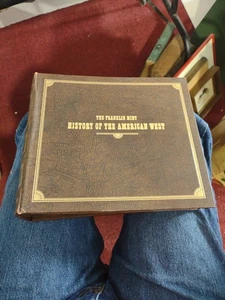 THE FRANKLIN MINT
HISTORY OF THE AMERICAN WEST